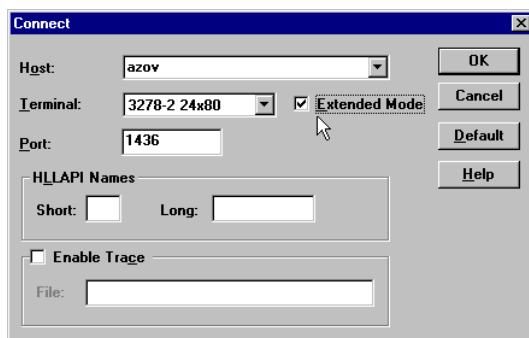 Connect
Host: azov OK
Terminal: 3278-2 24x80 Extended Mode Cancel
Port: 1436 Default
HLLAPI Names Help
Short: Long:
Enable Trace
File: